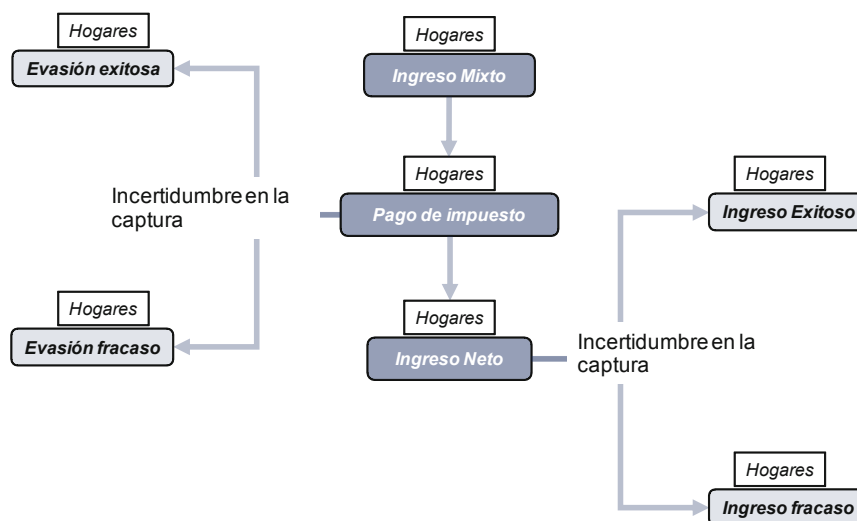 Hogares
Evasión exitosa
Hogares
Ingreso Mixto
Hogares
Pago de impuesto
Incertidumbre en la
captura
Hogares
Ingreso Exitoso
Hogares
Evasión fracaso
Hogares
Ingreso Neto
Incertidumbre en la
captura
Hogares
Ingreso fracaso